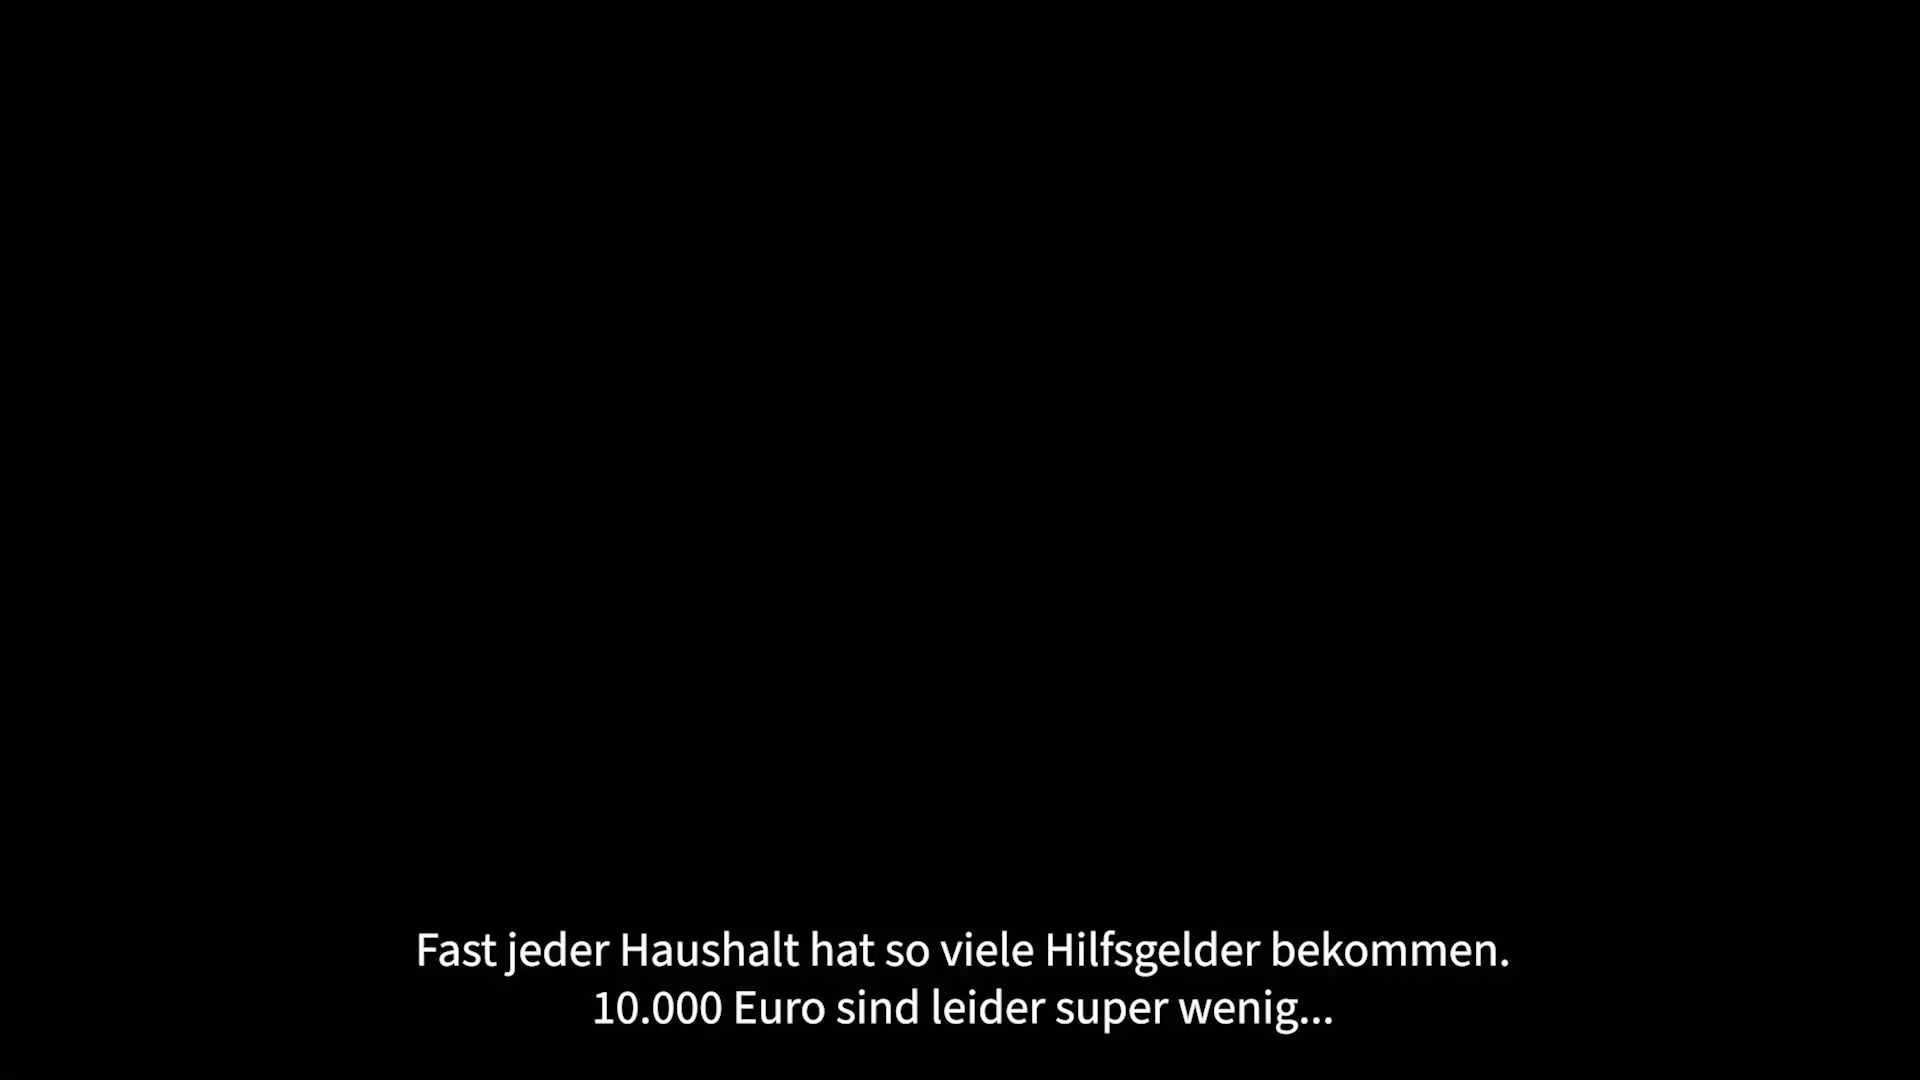 Fast jeder Haushalt hat so viele Hilfsgelder bekommen.
10.000 Euro sind leider super wenig...